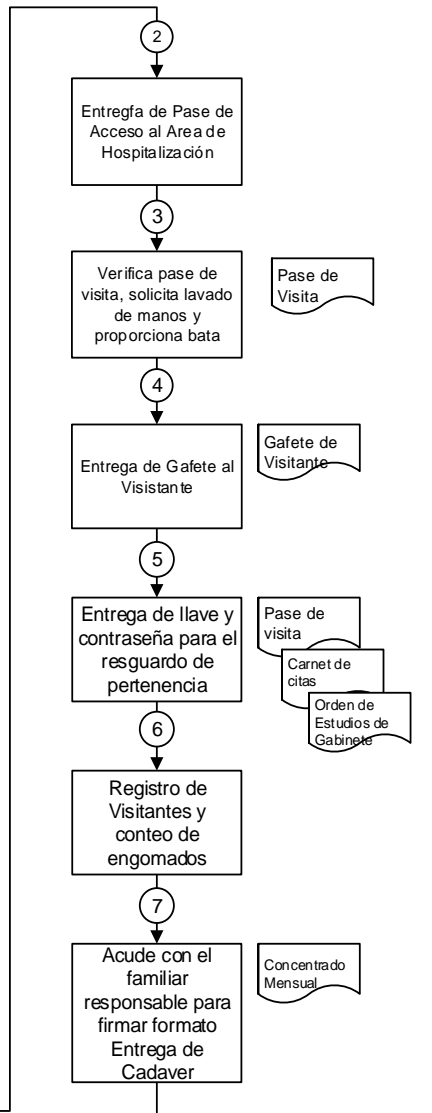 2
Entregfa de Pase de
Acceso al Area de
Hospitalización
3
Verifica pase de
visita, solicita lavado
de manos y
proporciona bata
Pase de
Visita
4
Entrega de Gafete al
Visistante
Gafete de
Visitante
5
Entrega de llave y
contraseña para el
resguardo de
pertenencia
Pase de
visita
Carnet de
citas
Orden de
Estudios de
Gabinete
6
Registro de
Visitantes y
conteo de
engomados
7
Acude con el
familiar
responsable para
firmar formato
Entrega de
Cadaver
Concentrado
Mensual